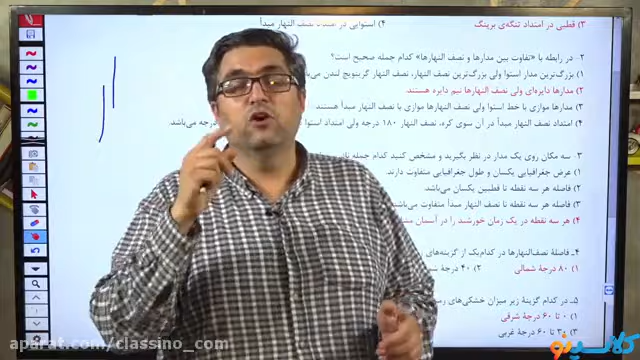 ۳) قطبی در امتداد تنگه‌ی برینگ ۴) استوایی در امتداد نصف النهار مبدأ
۲- در رابطه با «تفاوت بین مدارها و نصف النهارها» کدام جمله صحیح است؟
۱) بزرگ‌ترین مدار استوا ولی بزرگ‌ترین نصف النهار، نصف النهار گرینویچ لندن می
۲) مدارها دایره‌ای ولی نصف النهارها نیم دایره هستند.
۳) مدارها موازی با خط استوا ولی نصف النهارها موازی با نصف النهار مبدأ هستند.
۴) امتداد نصف النهار مبدأ در آن سوی کره، نصف النهار ۱۸۰ درجه ولی امتداد استوا درجه می‌باشد.
۳- سه مکان روی یک مدار در نظر بگیرید و مشخص کنید کدام جمله
۱) عرض جغرافیایی یکسان و طول جغرافیایی متفاوت دارند.
۲) فاصله هر سه نقطه تا قطبین یکسان می‌باشد
۳) فاصله هر سه نقطه تا نصف النهار مبدأ متفاوت می‌باشد
۴) هر سه نقطه در یک زمان خورشید را در آسمان
۴- فاصلهٔ نصف‌النهارها در کدام‌یک از گزینه‌های
۱) ۸۰ درجهٔ شمالی ۲) ۴۰ درجهٔ
۵- در کدام گزینهٔ زیر میزان خشکی‌های
۱) ۰ تا ۶۰ درجهٔ شرقی
۳) ۳۰ تا ۶۰ درجهٔ غربی
aparat.com/classino_com
کلاسینو